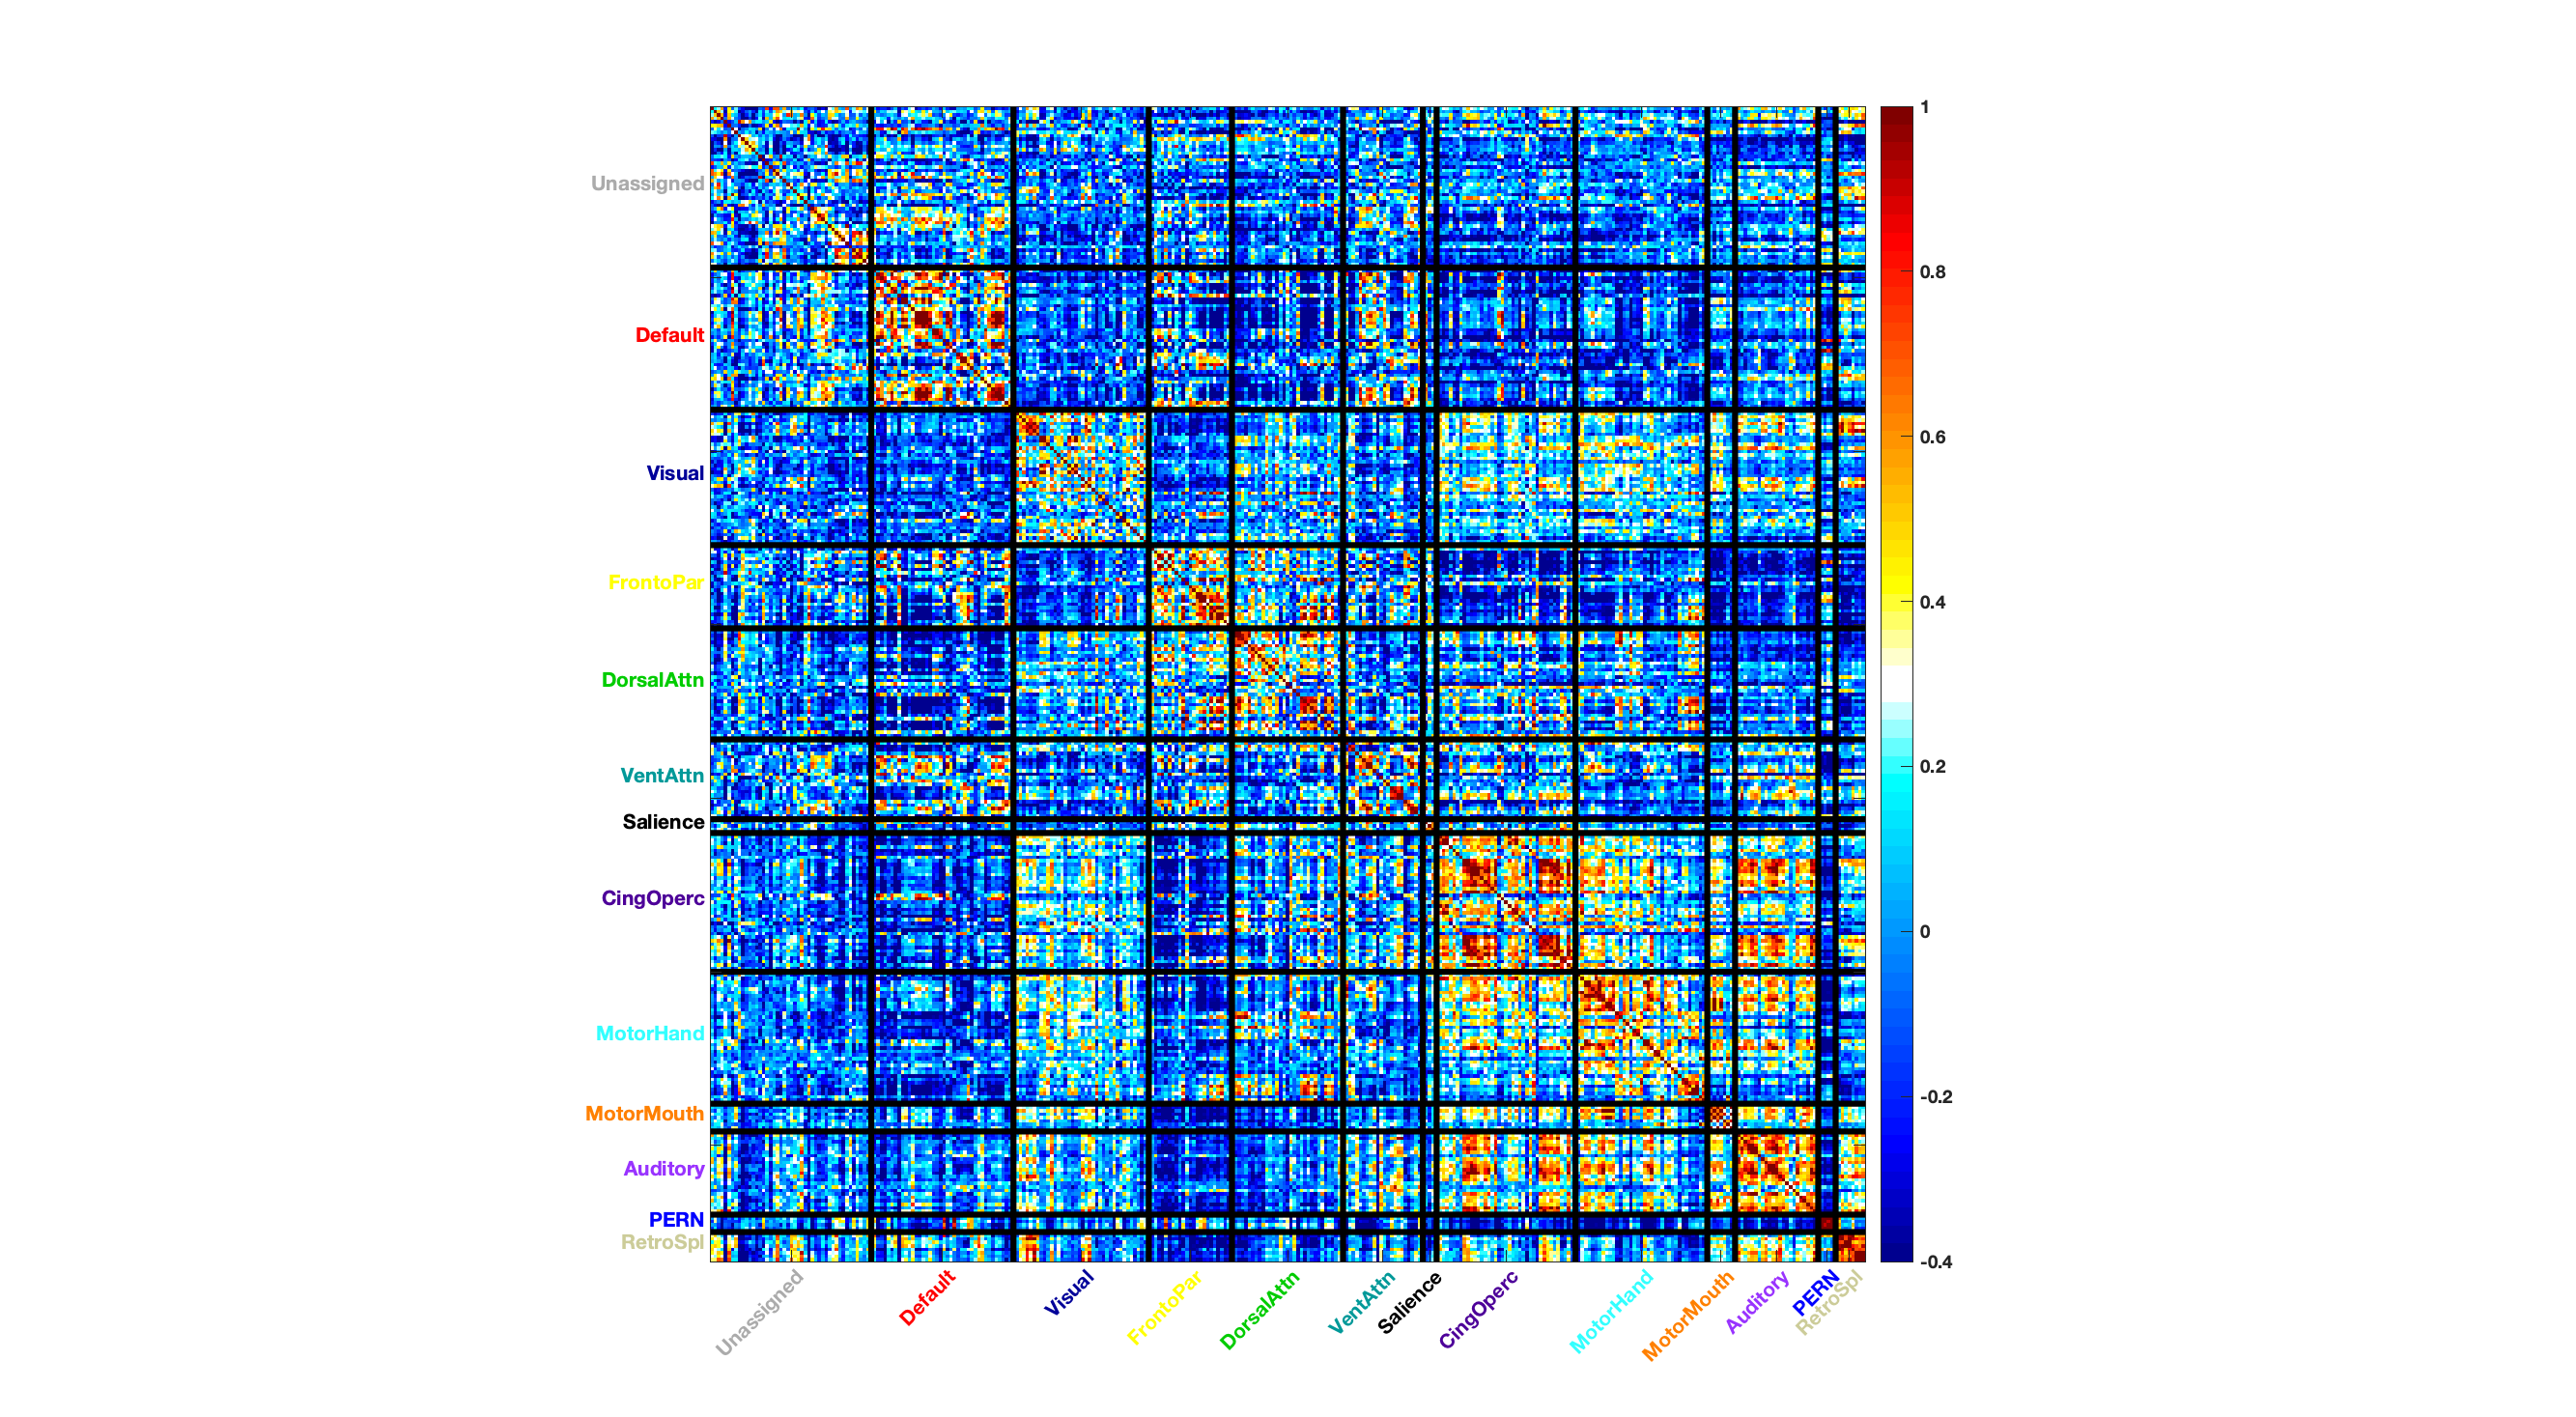 Unassigned
Default
Visual
FrontoPar
DorsalAttn
VentAttn
Salience
CingOperc
MotorHand
MotorMouth
Auditory
PERN
RetroSpl
Unassigned
Default
Visual
FrontoPar
DorsalAttn
VentAttn
Salience
CingOperc
MotorHand
MotorMouth
Auditory
PERN
RetroSpl
1
0.8
0.6
0.4
0.2
0
-0.2
-0.4